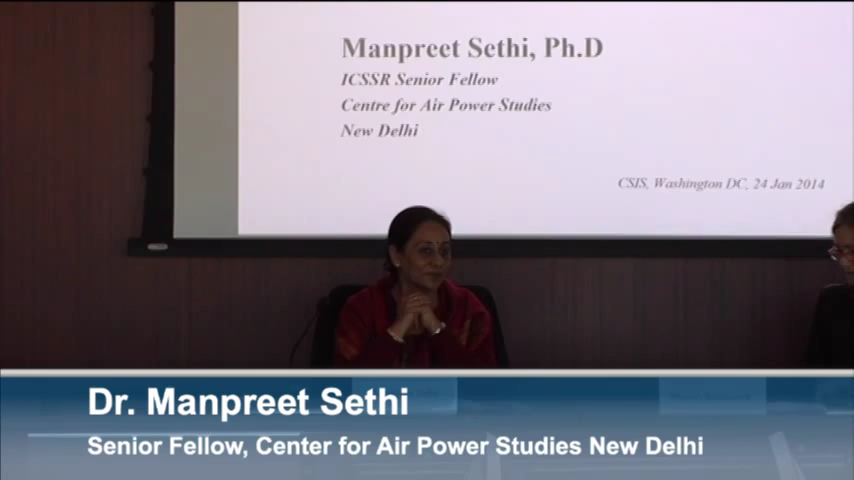 Manpreet Sethi, Ph.D
ICSSR Senior Fellow
Centre for Air Power Studies
New Delhi
CSIS, Washington DC, 24 Jan 2014
Dr. Manpreet Sethi
Senior Fellow, Center for Air Power Studies New Delhi